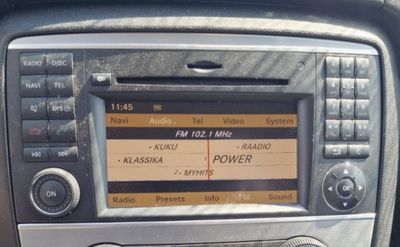 RADIO DISC
NAVI TEL
SYS
11:45
Navi Audio Tel Video System
FM 102.1 MHz
KUKU RAADIO
KLASSIKA POWER
MYHITS
Radio Presets Info FM Sound
ON
OK